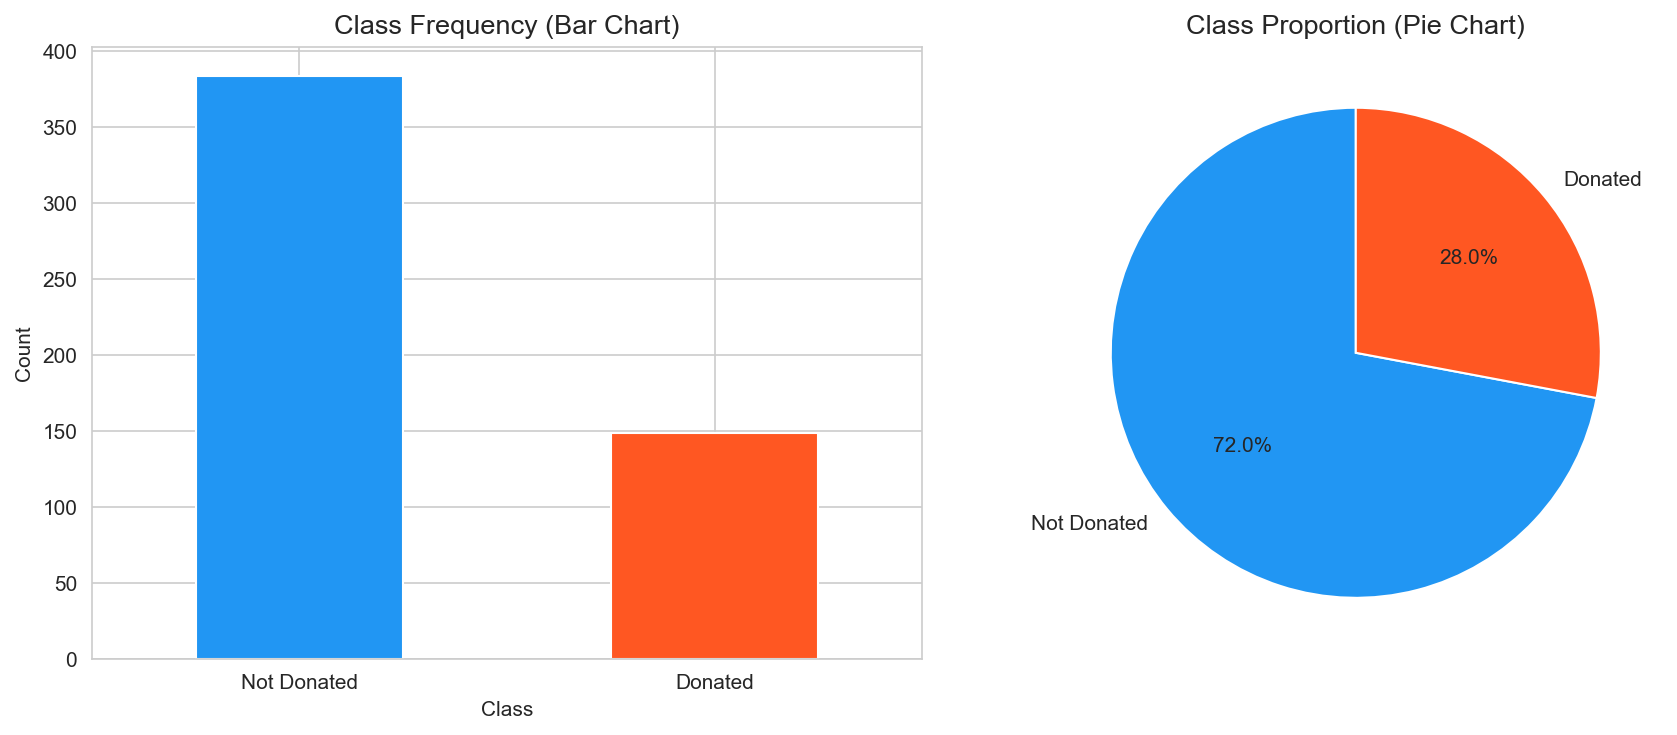 Class Frequency (Bar Chart)
400
350
300
250
200
150
100
50
0
Count
Not Donated
Donated
Class
Class Proportion (Pie Chart)
Donated
28.0%
72.0%
Not Donated